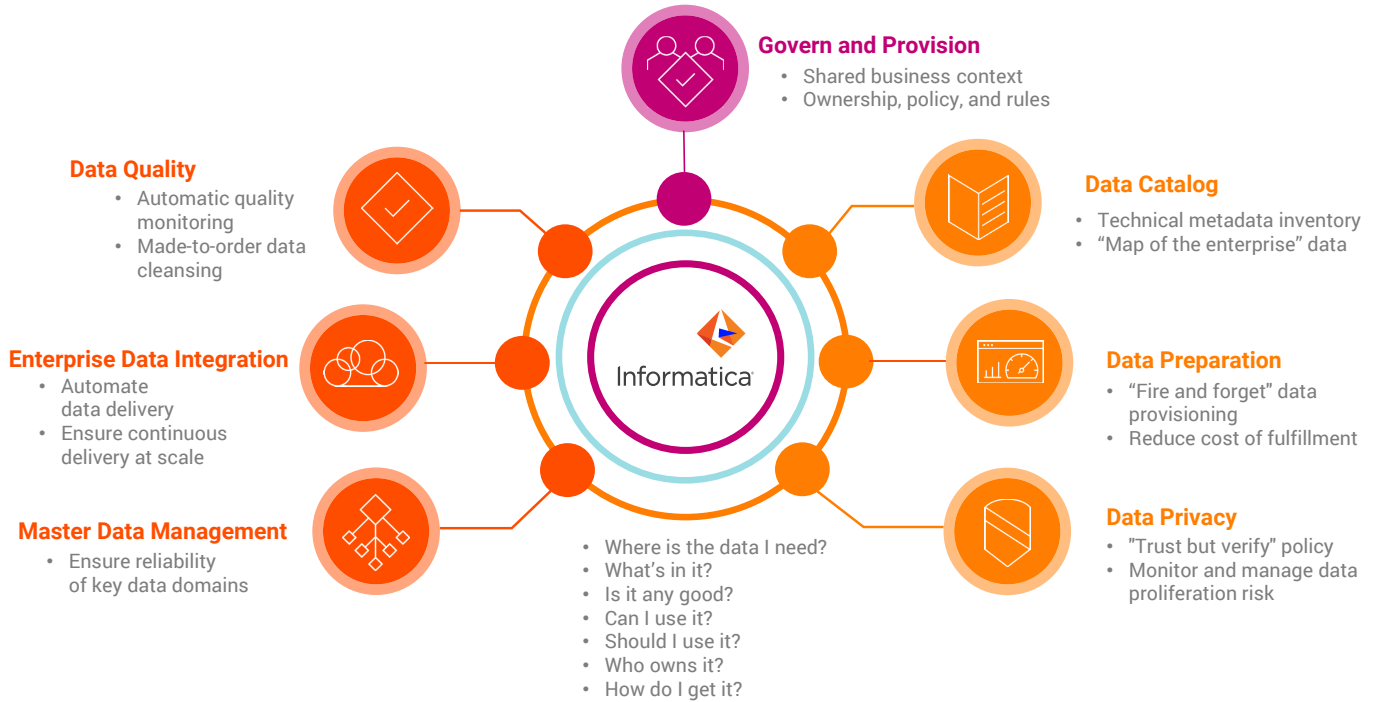 Govern and Provision
• Shared business context
• Ownership, policy, and rules
Data Quality
• Automatic quality
monitoring
• Made-to-order data
cleansing
Enterprise Data Integration
• Automate
data delivery
• Ensure continuous
delivery at scale
Master Data Management
• Ensure reliability
of key data domains
Informatica
Data Catalog
• Technical metadata inventory
• “Map of the enterprise” data
Data Preparation
• “Fire and forget” data
provisioning
• Reduce cost of fulfillment
Data Privacy
• "Trust but verify" policy
• Monitor and manage data
proliferation risk
• Where is the data I need?
• What’s in it?
• Is it any good?
• Can I use it?
• Should I use it?
• Who owns it?
• How do I get it?